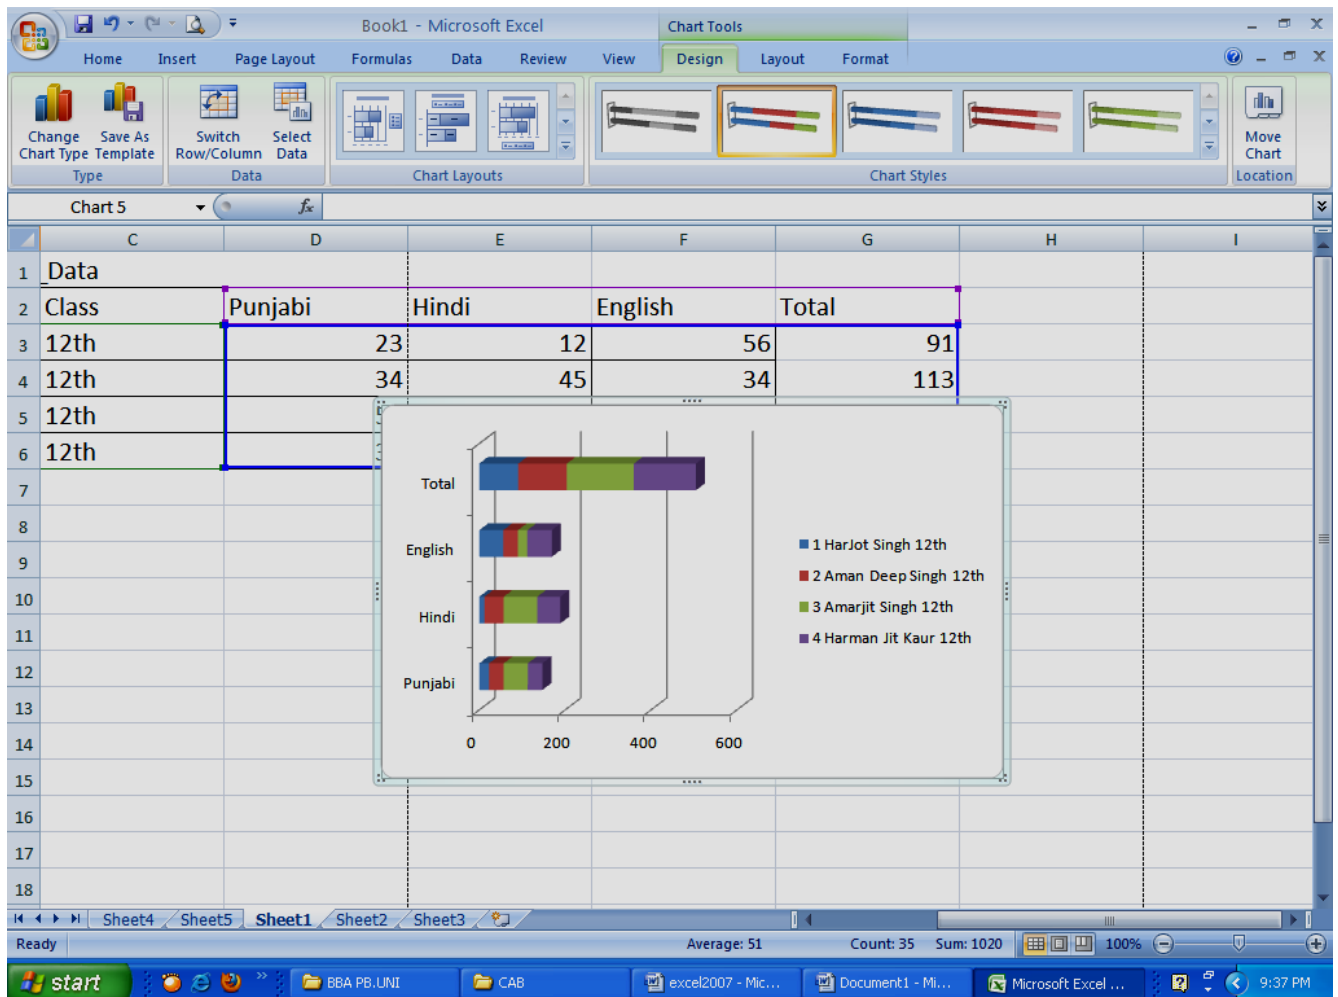 Book1 - Microsoft Excel
Chart Tools
Home Insert Page Layout Formulas Data Review View Design Layout Format
Change Chart Type
Save As Template
Switch Row/Column
Select Data
Move Chart
Type Data Chart Layouts Chart Styles Location
Chart 5
fx
C D E F G H I
1 _Data
2 Class Punjabi Hindi English Total
3 12th 23 12 56 91
4 12th 34 45 34 113
5 12th
6 12th
7
8
9
10
11
12
13
14
15
16
17
18
Total
English
Hindi
Punjabi
0 200 400 600
1 HarJot Singh 12th
2 Aman Deep Singh 12th
3 Amarjit Singh 12th
4 Harman Jit Kaur 12th
Sheet4 Sheet5 Sheet1 Sheet2 Sheet3
Ready Average: 51 Count: 35 Sum: 1020 100%
start BBA PB.UNI CAB excel2007 - Mic... Document1 - Mi... Microsoft Excel ... 9:37 PM